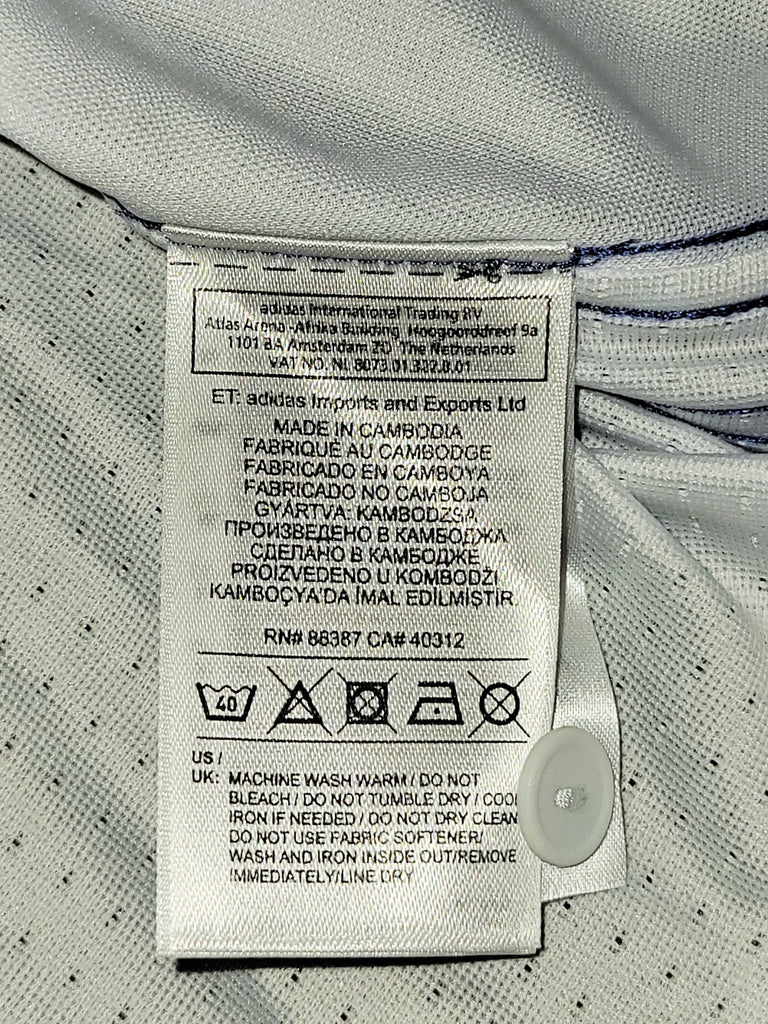 adidas International Trading BV
Atlas Arena -Afrika Building Hoogoorddreef 9a
1101 BA Amsterdam ZO The Netherlands
VAT NO. NL 8073.01.322.B.01
ET: adidas Imports and Exports Ltd
MADE IN CAMBODIA
FABRIQUÉ AU CAMBODGE
FABRICADO EN CAMBOYA
FABRICADO NO CAMBOJA
GYÁRTVA: KAMBODZSA
ПРОИЗВЕДЕНО В КАМБОДЖА
СДЕЛАНО В КАМБОДЖЕ
PROIZVEDENO U KOMBODŽI
KAMBOÇYA'DA İMAL EDİLMİŞTİR.
RN# 88387 CA# 40312
40
US /
UK: MACHINE WASH WARM / DO NOT
BLEACH / DO NOT TUMBLE DRY / COOL
IRON IF NEEDED / DO NOT DRY CLEAN
DO NOT USE FABRIC SOFTENER/
WASH AND IRON INSIDE OUT/REMOVE
IMMEDIATELY/LINE DRY